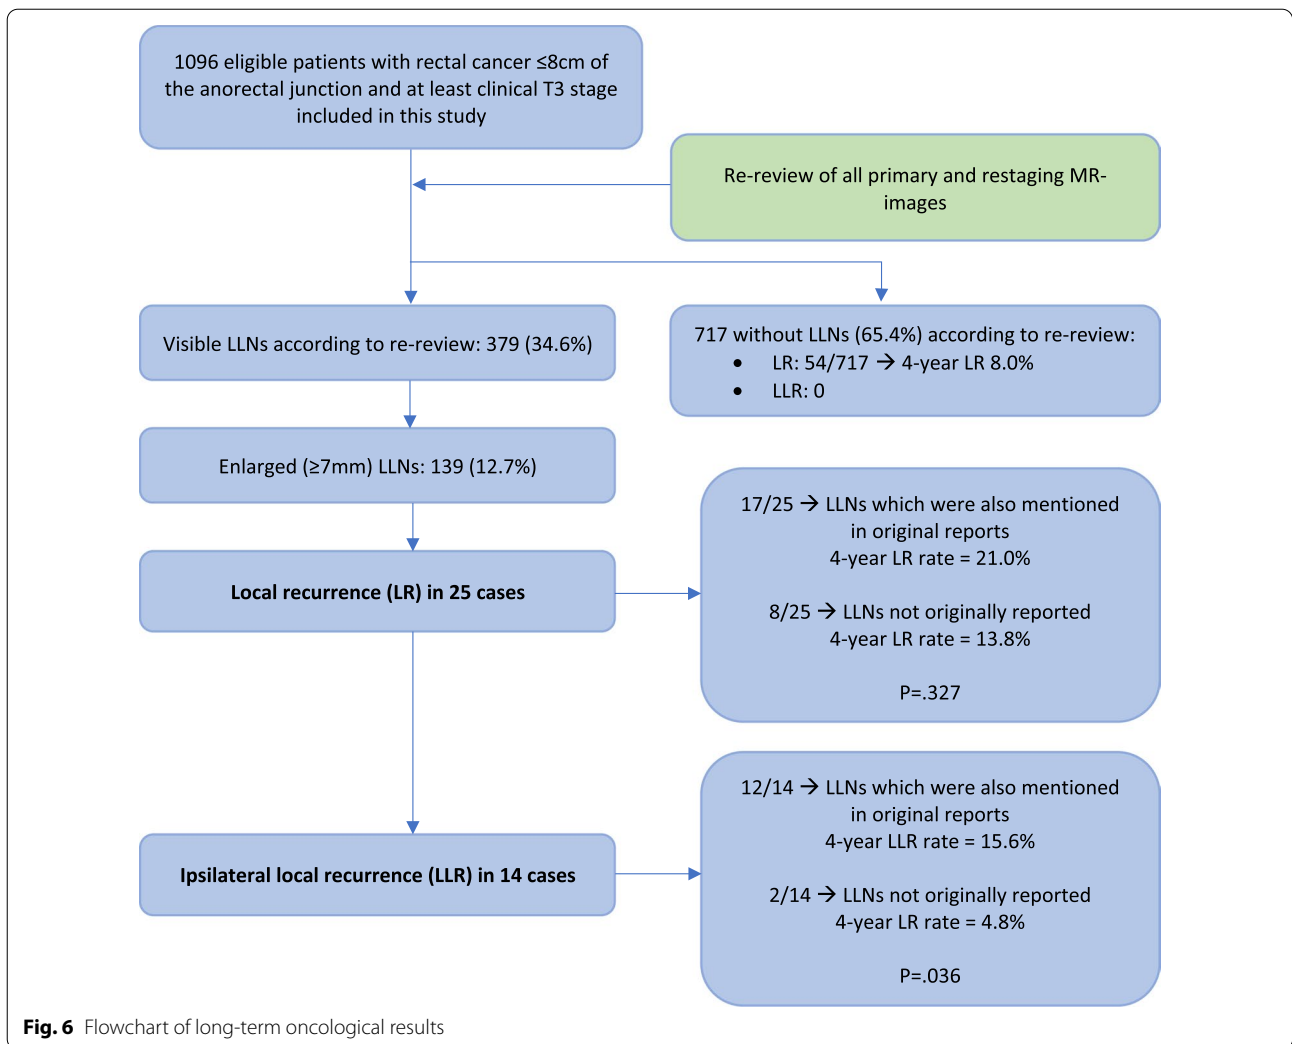 1096 eligible patients with rectal cancer ≤8cm of
the anorectal junction and at least clinical T3 stage
included in this study
Re-review of all primary and restaging MR-
images
Visible LLNs according to re-review: 379 (34.6%)
717 without LLNs (65.4%) according to re-review:
• LR: 54/717 → 4-year LR 8.0%
• LLR: 0
Enlarged (≥7mm) LLNs: 139 (12.7%)
Local recurrence (LR) in 25 cases
17/25 → LLNs which were also mentioned
in original reports
4-year LR rate = 21.0%
8/25 → LLNs not originally reported
4-year LR rate = 13.8%
P=.327
Ipsilateral local recurrence (LLR) in 14 cases
12/14 → LLNs which were also mentioned
in original reports
4-year LLR rate = 15.6%
2/14 → LLNs not originally reported
4-year LR rate = 4.8%
P=.036
Fig. 6 Flowchart of long-term oncological results